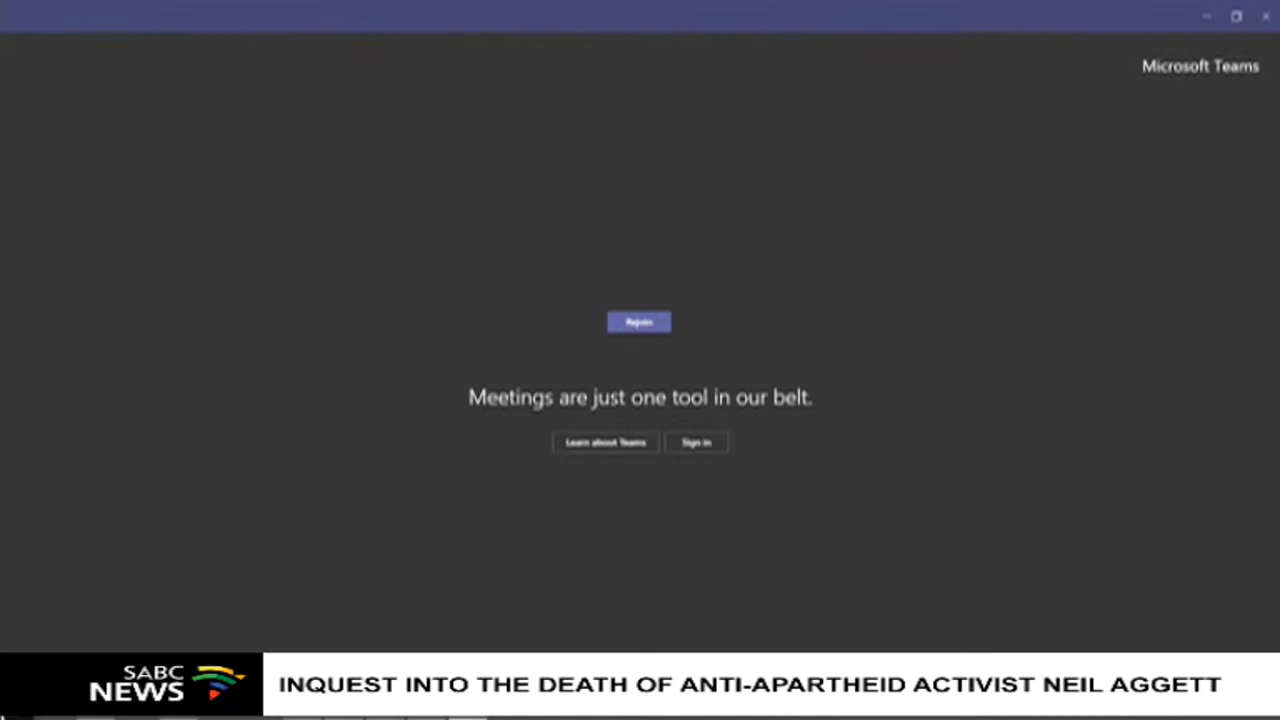 Microsoft Teams
Rejoin
Meetings are just one tool in our belt.
Learn about Teams
Sign in
SABC
NEWS
INQUEST INTO THE DEATH OF ANTI-APARTHEID ACTIVIST NEIL AGGETT